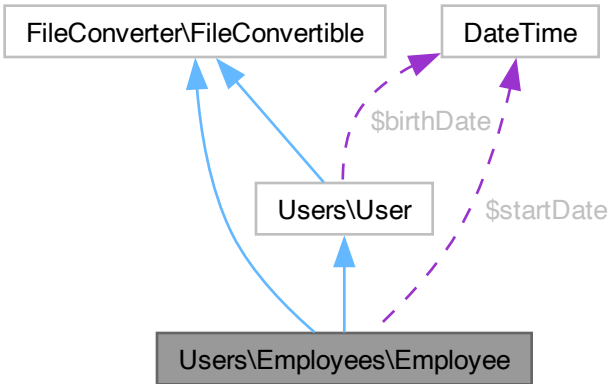 FileConverter\FileConvertible
DateTime
$birthDate
Users\User
$startDate
Users\Employees\Employee